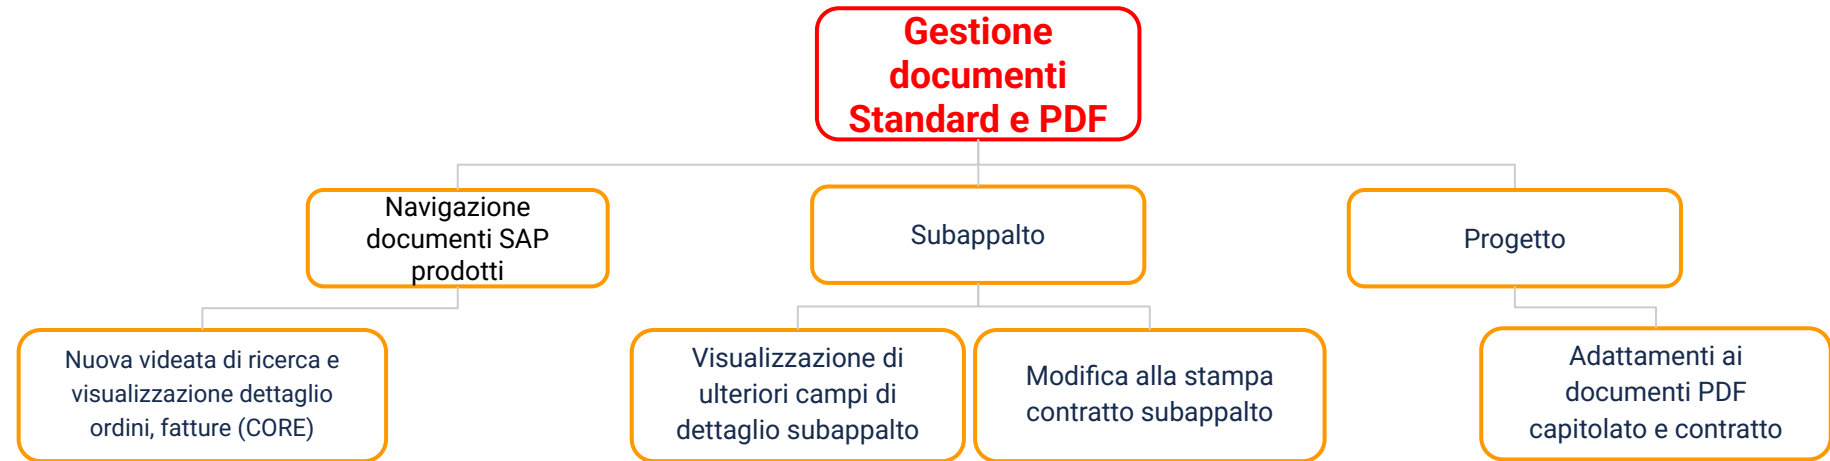 Gestione
documenti
Standard e PDF
Navigazione
documenti SAP
prodotti
Subappalto
Progetto
Nuova videata di ricerca e
visualizzazione dettaglio
ordini, fatture (CORE)
Visualizzazione di
ulteriori campi di
dettaglio subappalto
Modifica alla stampa
contratto subappalto
Adattamenti ai
documenti PDF
capitolato e contratto